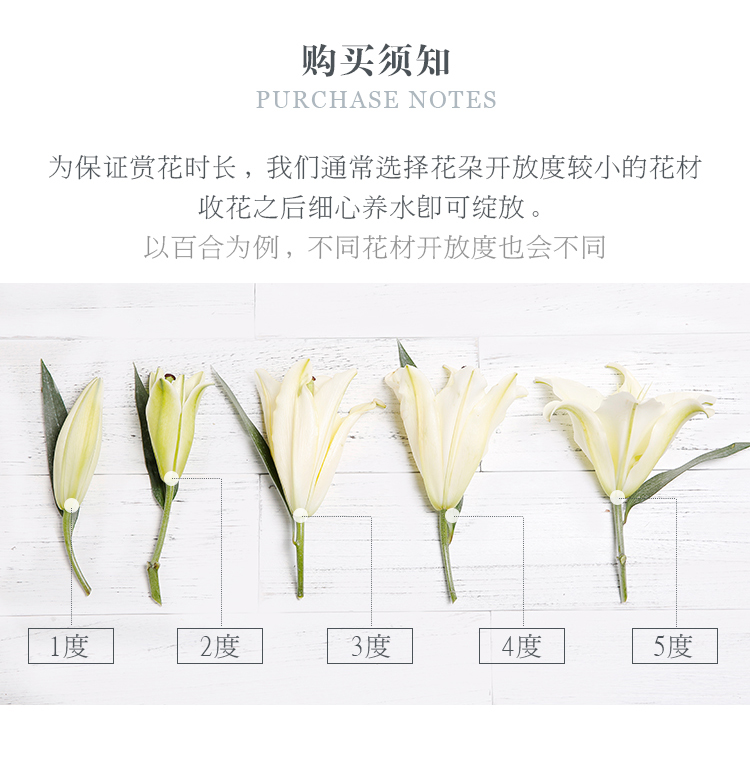 购买须知
PURCHASE NOTES
为保证赏花时长，我们通常选择花朵开放度较小的花材
收花之后细心养水即可绽放。
以百合为例，不同花材开放度也会不同
1度 2度 3度 4度 5度